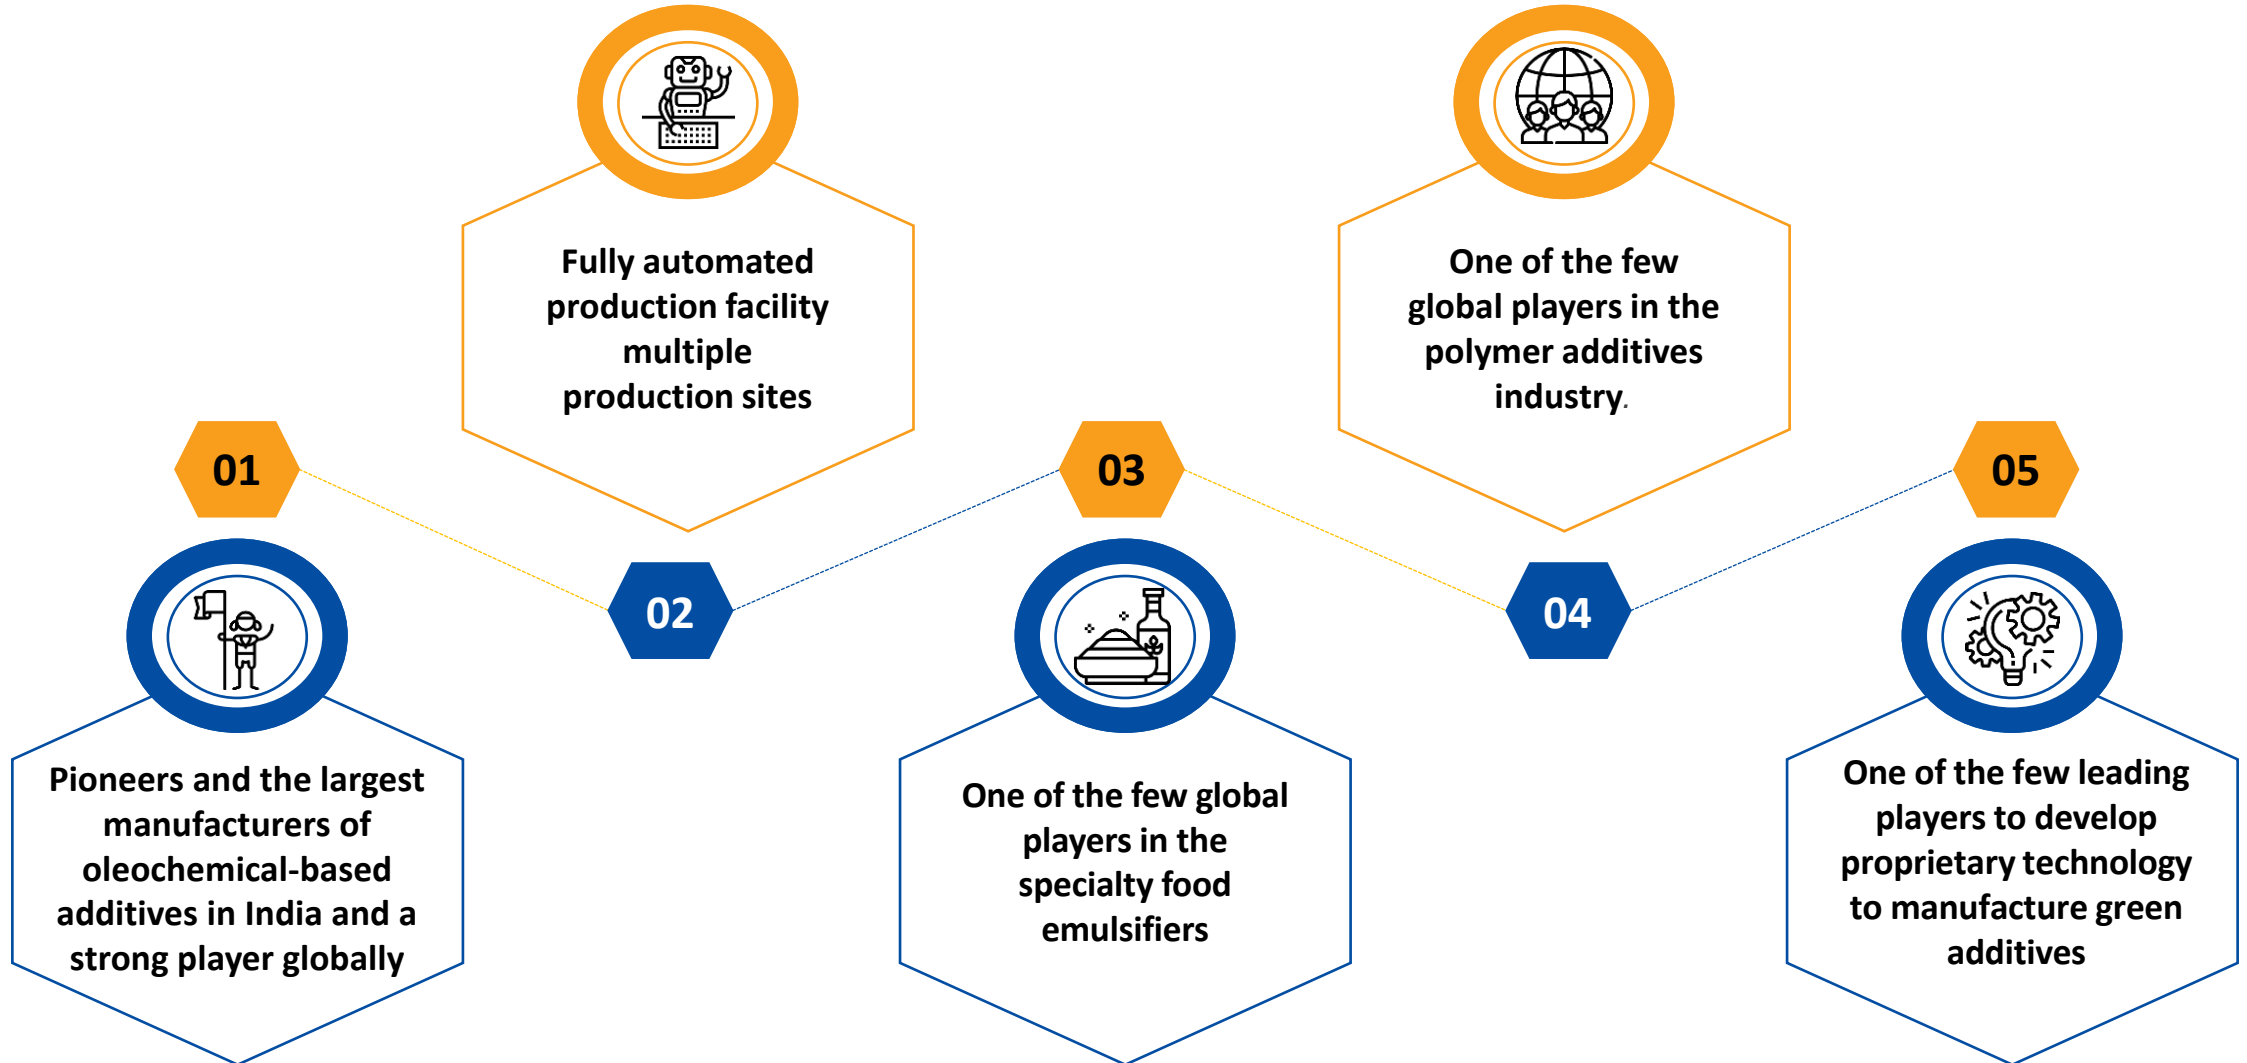 01
Pioneers and the largest
manufacturers of
oleochemical-based
additives in India and a
strong player globally
02
Fully automated
production facility
multiple
production sites
03
One of the few global
players in the
specialty food
emulsifiers
04
One of the few
global players in the
polymer additives
industry.
05
One of the few leading
players to develop
proprietary technology
to manufacture green
additives